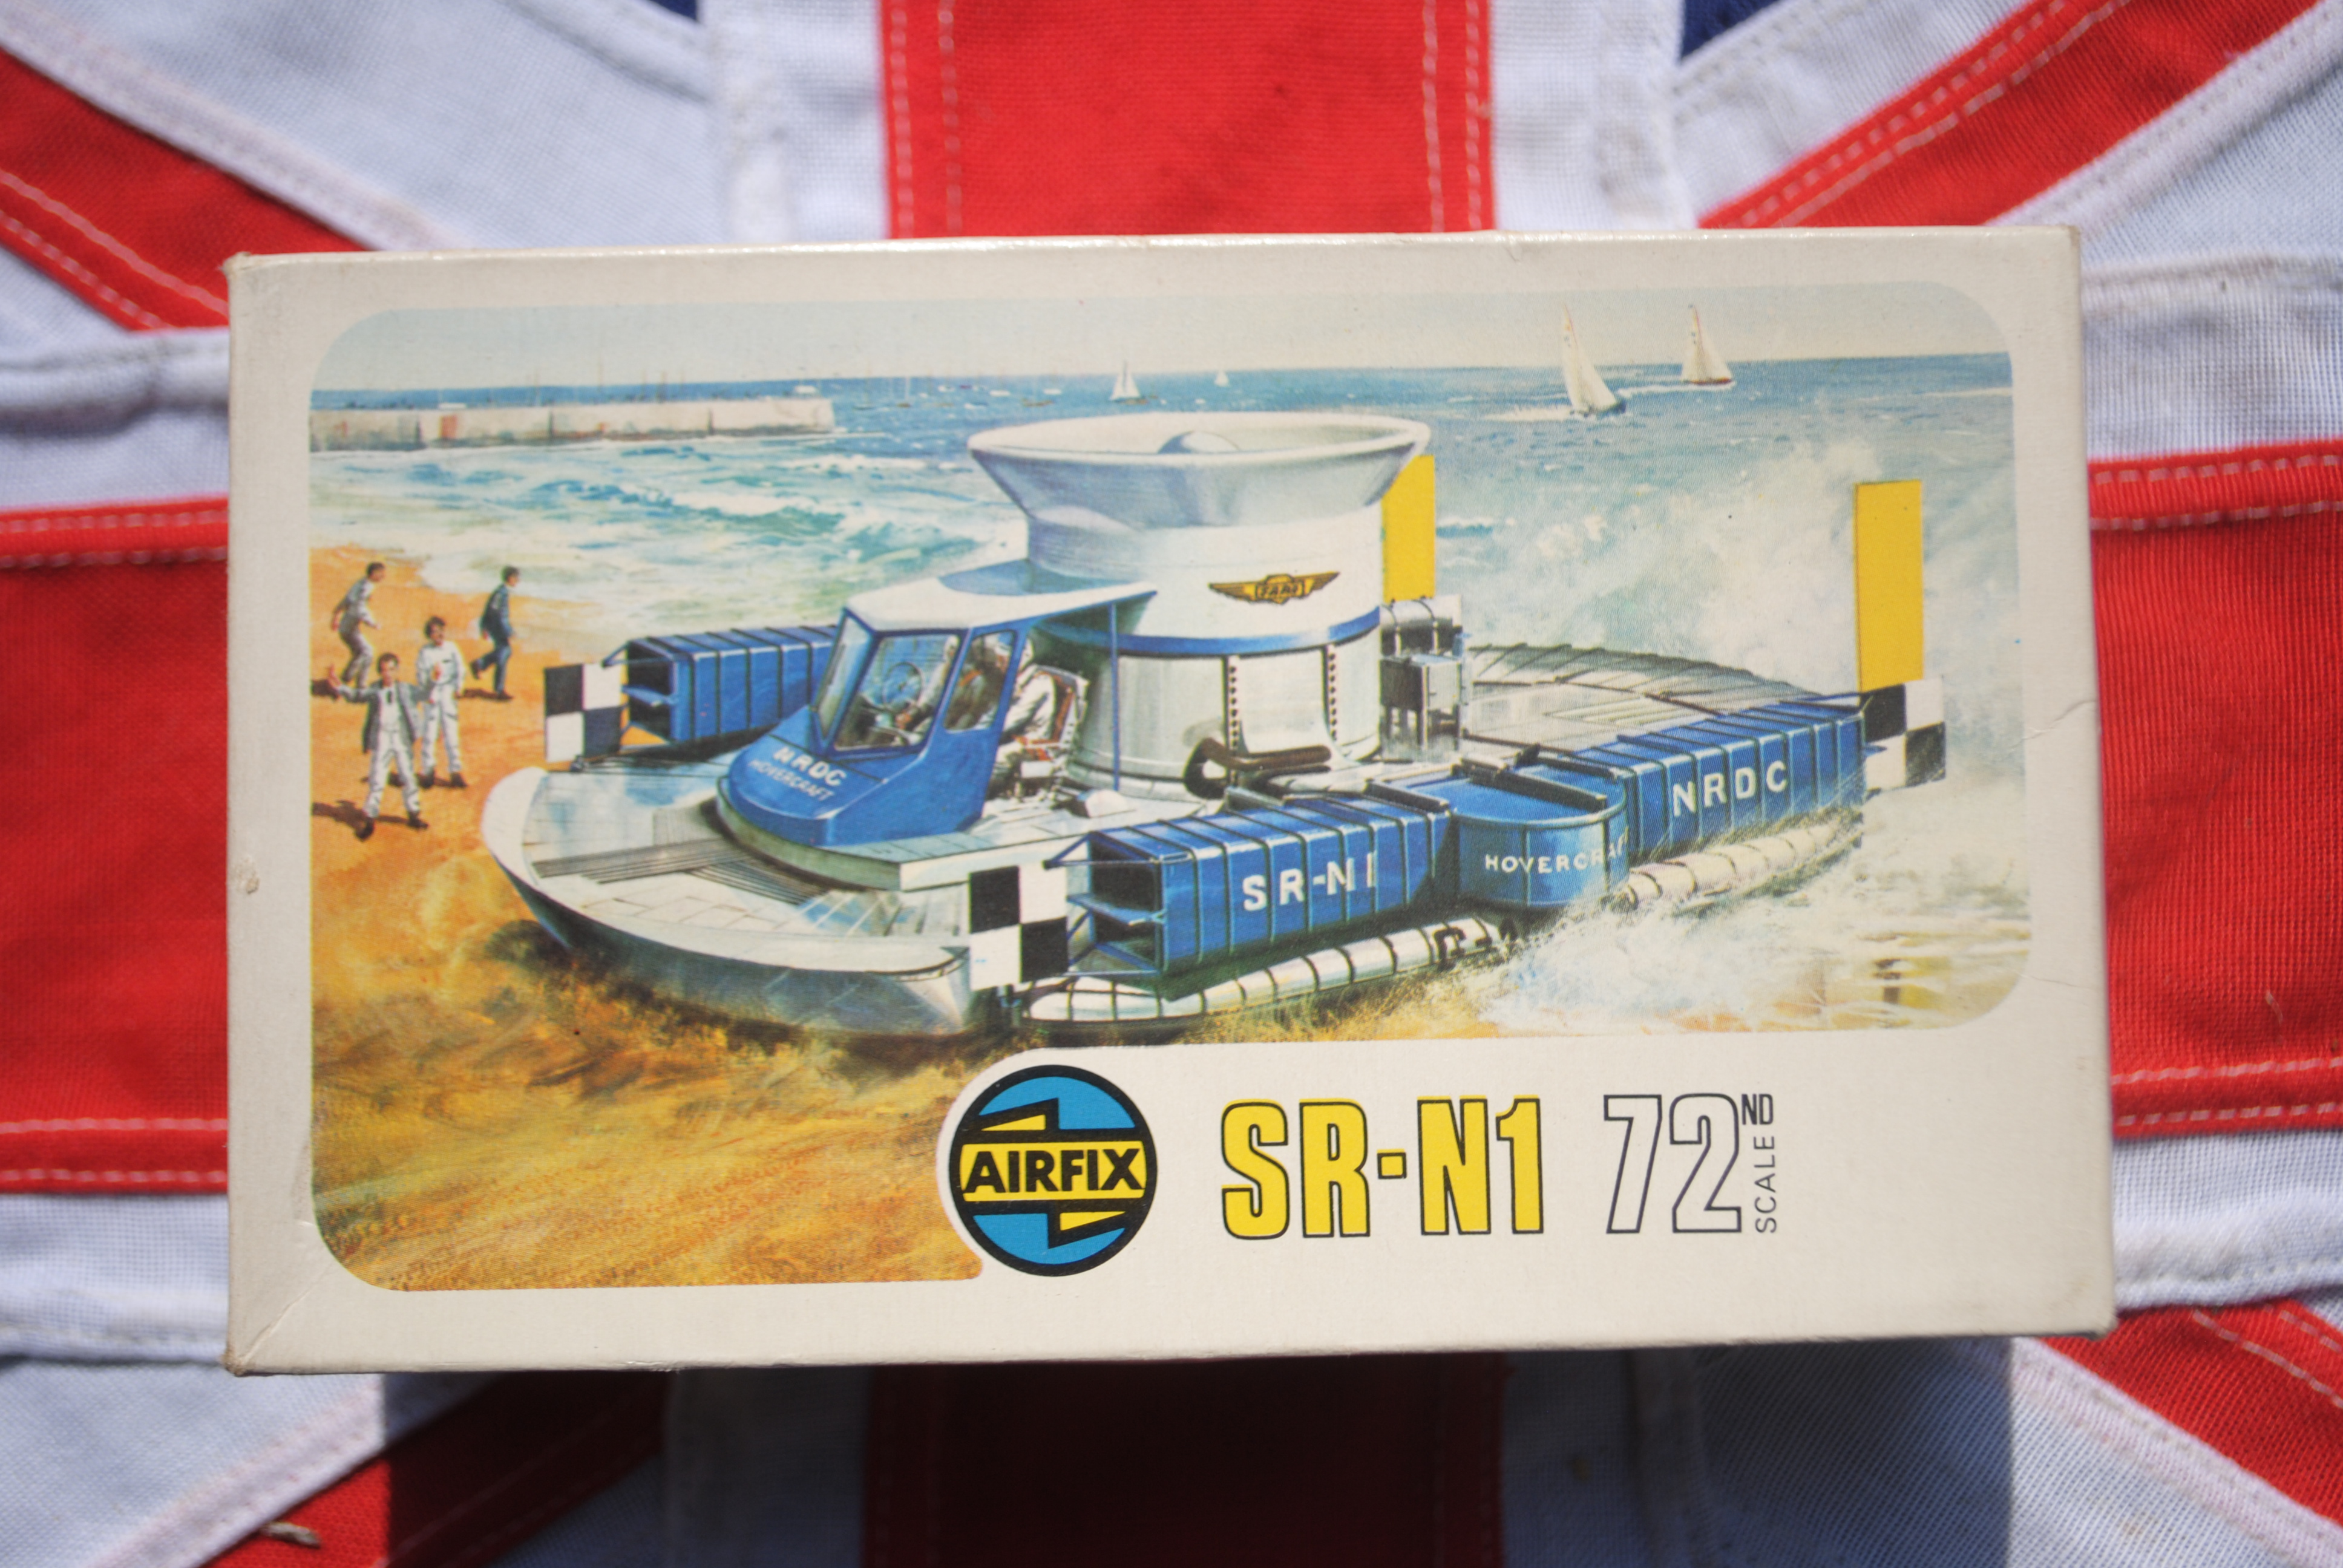 NRDC
HOVERCRAFT
SR-N1
HOVERCRAFT
NRDC
AIRFIX
SR-N1 72ND SCALE